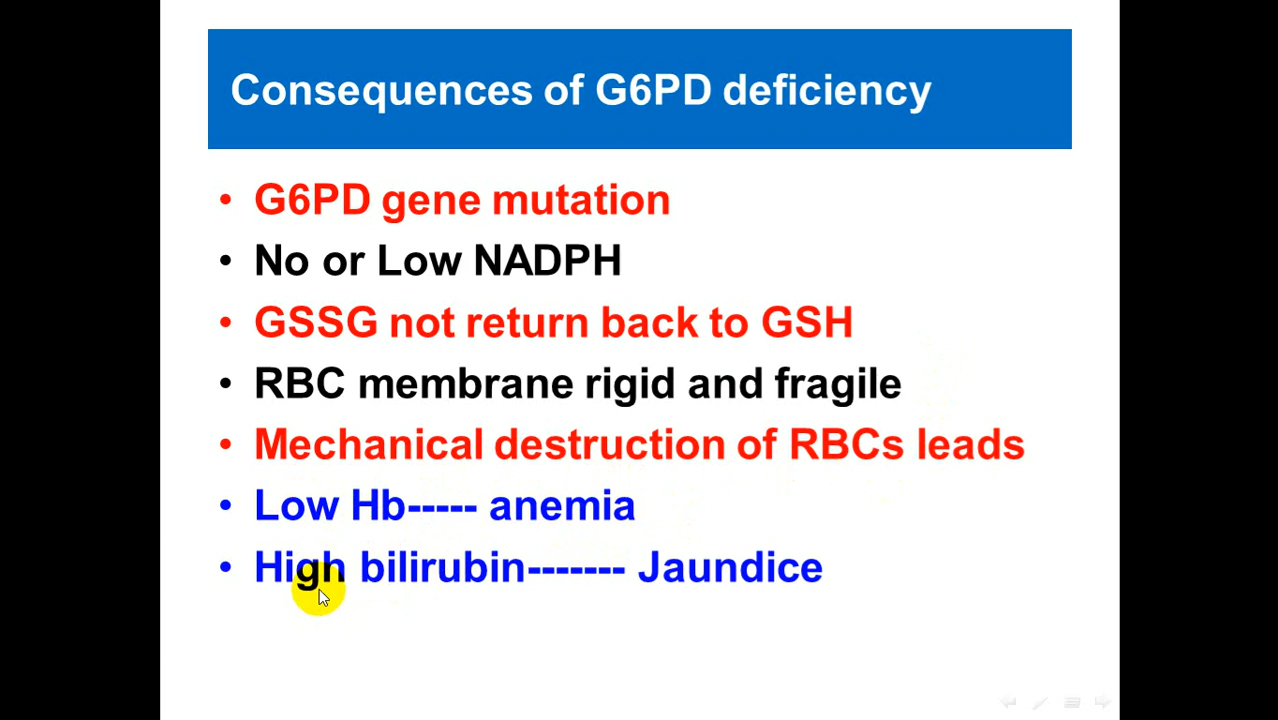 Consequences of G6PD deficiency
• G6PD gene mutation
• No or Low NADPH
• GSSG not return back to GSH
• RBC membrane rigid and fragile
• Mechanical destruction of RBCs leads
• Low Hb----- anemia
• High bilirubin------- Jaundice